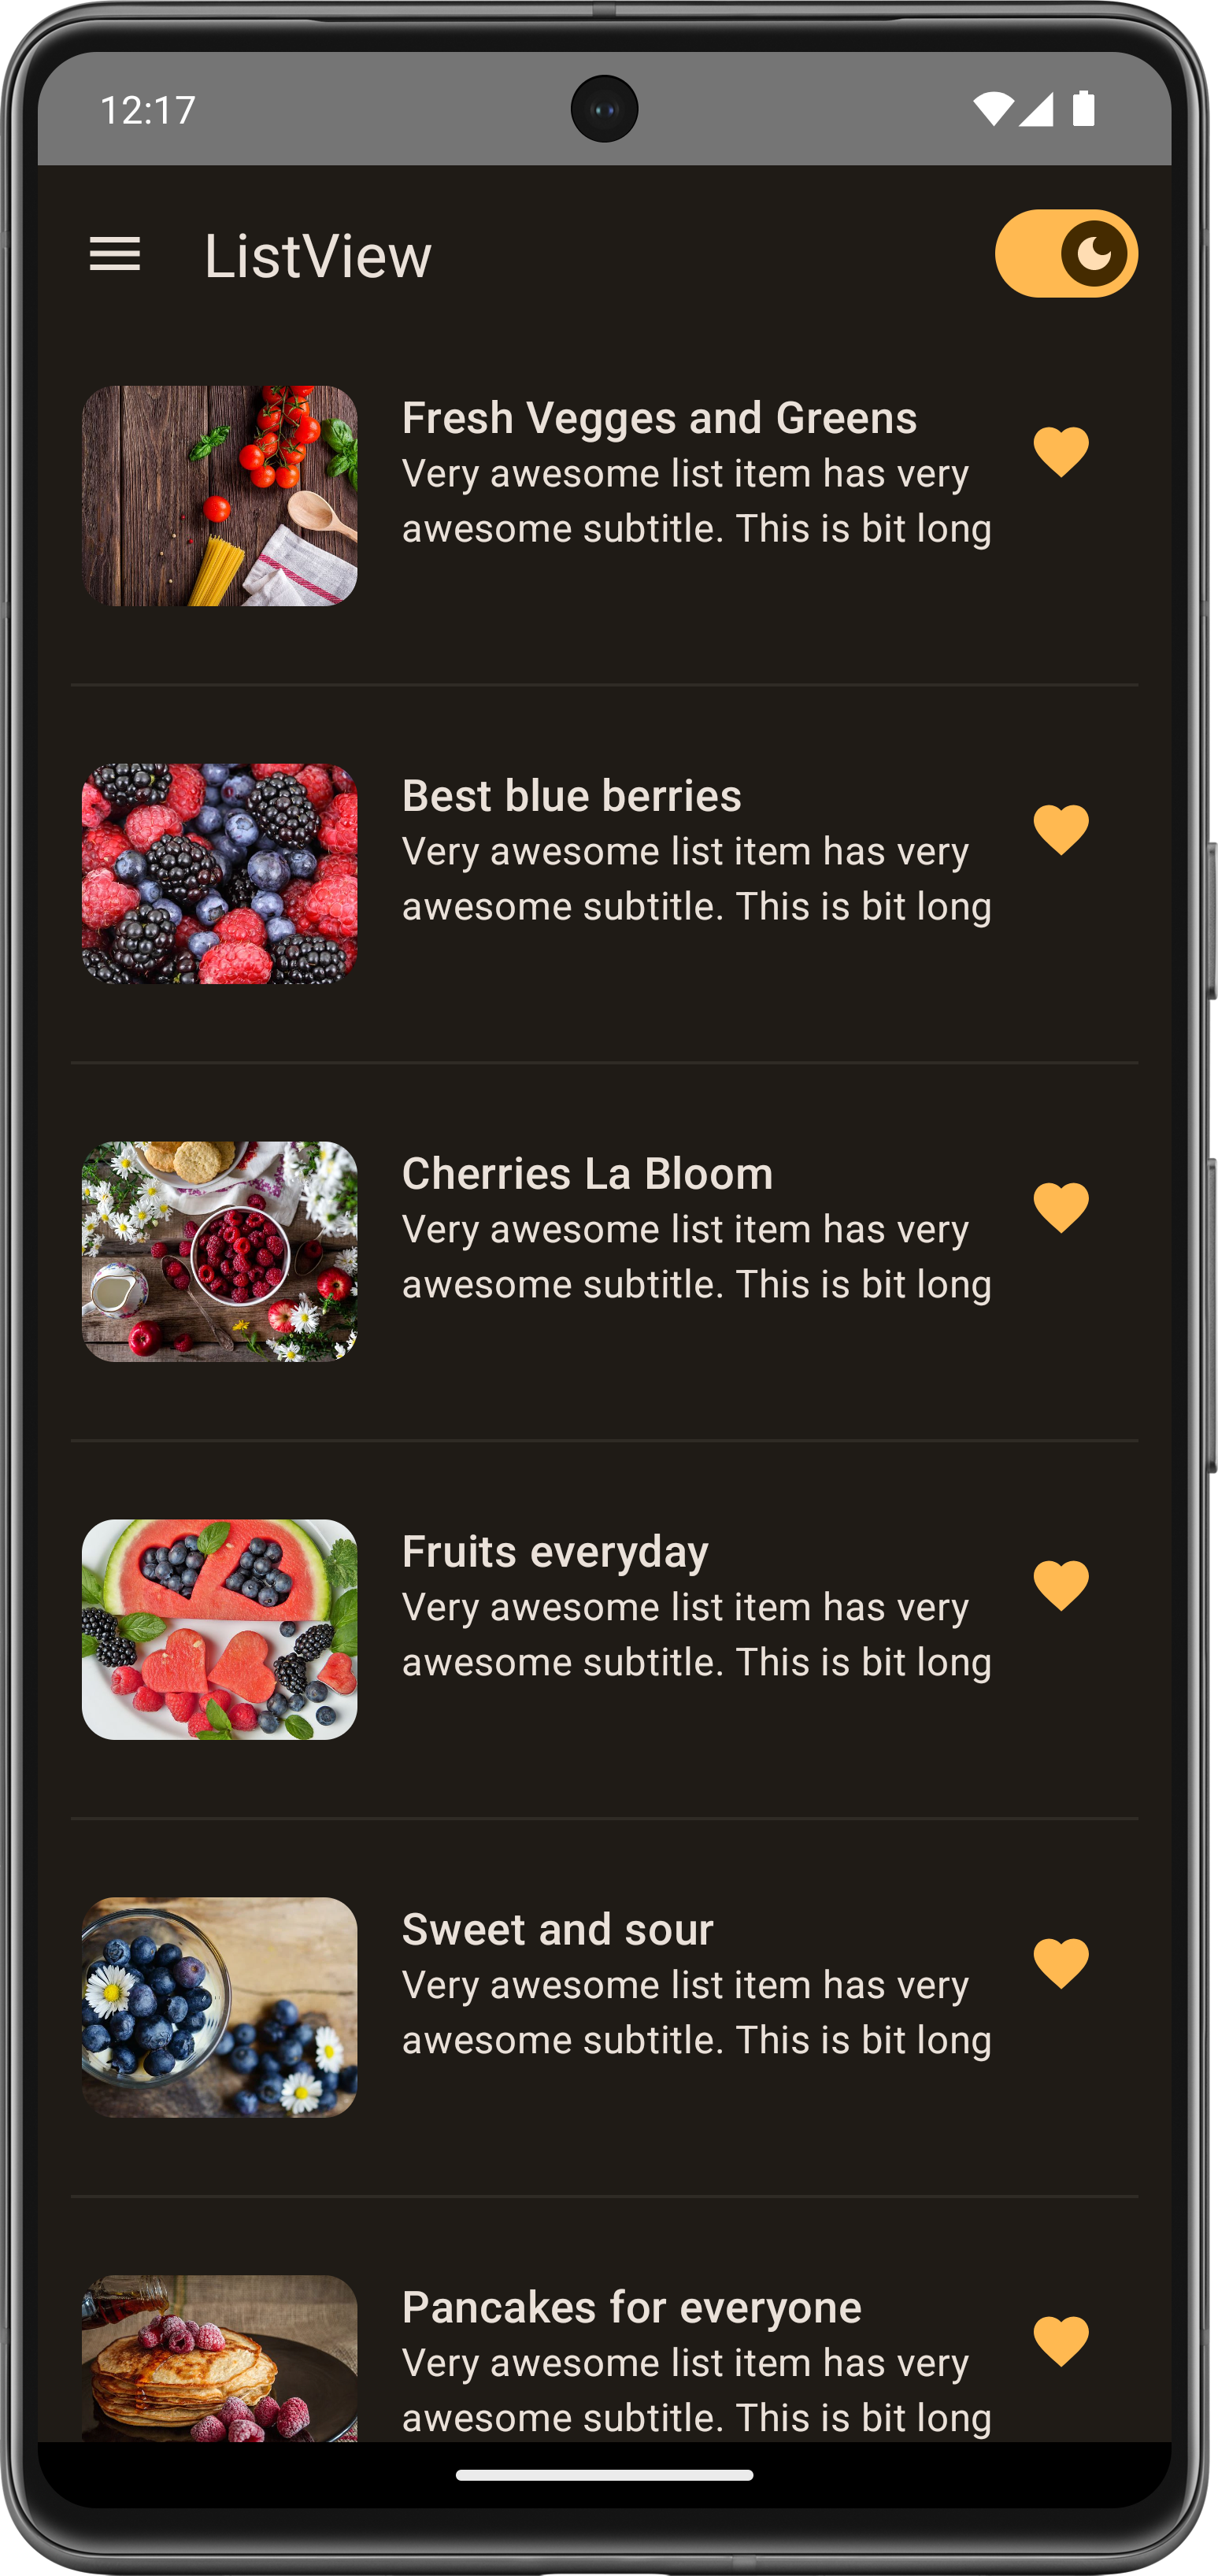 12:17
ListView
Fresh Vegges and Greens
Very awesome list item has very
awesome subtitle. This is bit long
Best blue berries
Very awesome list item has very
awesome subtitle. This is bit long
Cherries La Bloom
Very awesome list item has very
awesome subtitle. This is bit long
Fruits everyday
Very awesome list item has very
awesome subtitle. This is bit long
Sweet and sour
Very awesome list item has very
awesome subtitle. This is bit long
Pancakes for everyone
Very awesome list item has very
awesome subtitle. This is bit long